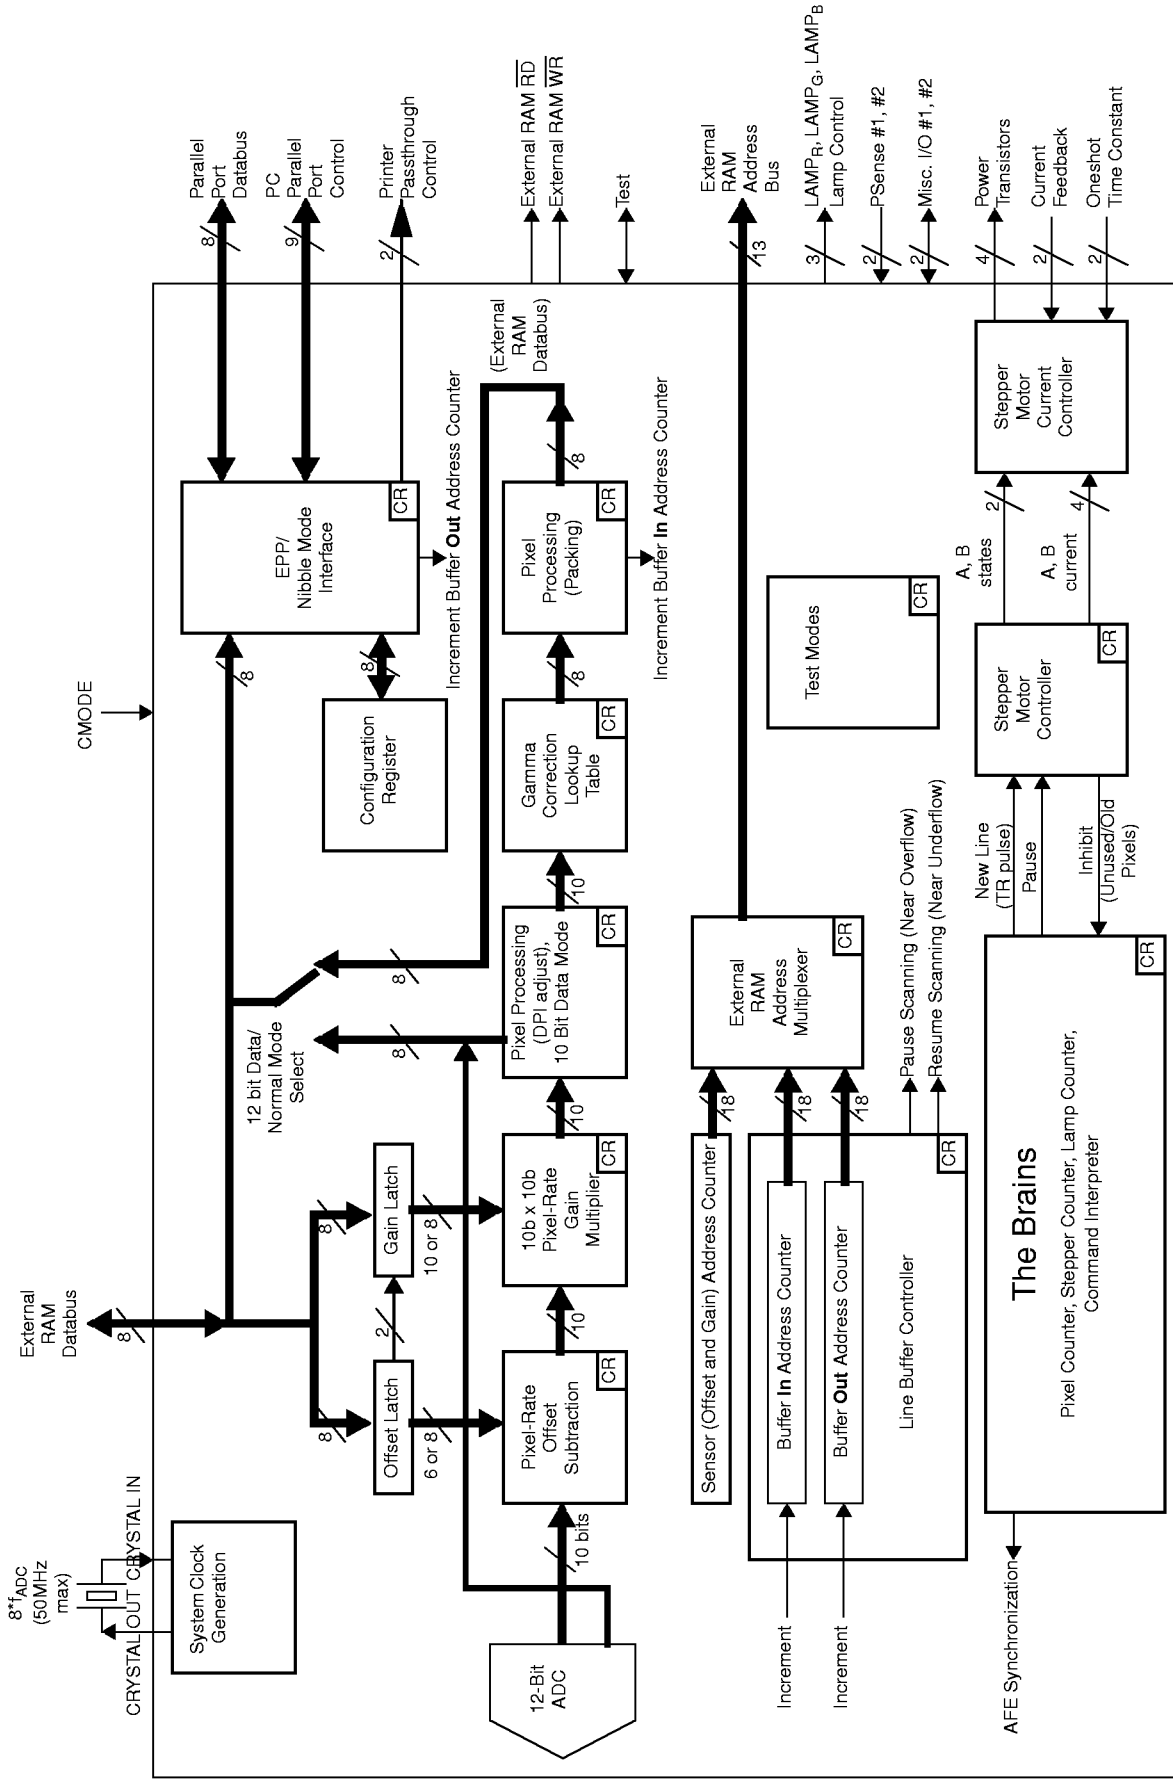 8*fADC
(50MHz
max)
CRYSTAL OUT
CRYSTAL IN
System Clock
Generation
External
RAM
Databus
8
CMODE
12 bit Data/
Normal Mode
Select
8
8
8
Configuration
Register
8
EPP/
Nibble Mode
Interface
CR
8
Parallel
Port
Databus
9
PC
Parallel
Port
Control
2
Printer
Passthrough
Control
Increment Buffer Out Address Counter
8
8
Offset Latch
2
Gain Latch
6 or 8
10 or 8
12-Bit
ADC
10 bits
Pixel-Rate
Offset
Subtraction
CR
10
10b x 10b
Pixel-Rate
Gain
Multiplier
CR
10
Pixel Processing
(DPI adjust),
10 Bit Data Mode
CR
10
Gamma
Correction
Lookup
Table
CR
8
Pixel
Processing
(Packing)
CR
8
(External
RAM
Databus)
Increment Buffer In Address Counter
External RAM RD
External RAM WR
Test
Sensor (Offset and Gain) Address Counter
18
Increment
Buffer In Address Counter
18
Increment
Buffer Out Address Counter
18
Line Buffer Controller
CR
External
RAM
Address
Multiplexer
CR
13
External
RAM
Address
Bus
Pause Scanning (Near Overflow)
Resume Scanning (Near Underflow)
Test Modes
CR
3
LAMPR, LAMPG, LAMPB
Lamp Control
2
PSense #1, #2
2
Misc. I/O #1, #2
AFE Synchronization
The Brains
Pixel Counter, Stepper Counter, Lamp Counter,
Command Interpreter
CR
New Line
(TR pulse)
Pause
Inhibit
(Unused/Old
Pixels)
Stepper
Motor
Controller
CR
A, B
states
2
A, B
current
4
Stepper
Motor
Current
Controller
4
Power
Transistors
2
Current
Feedback
2
Oneshot
Time Constant